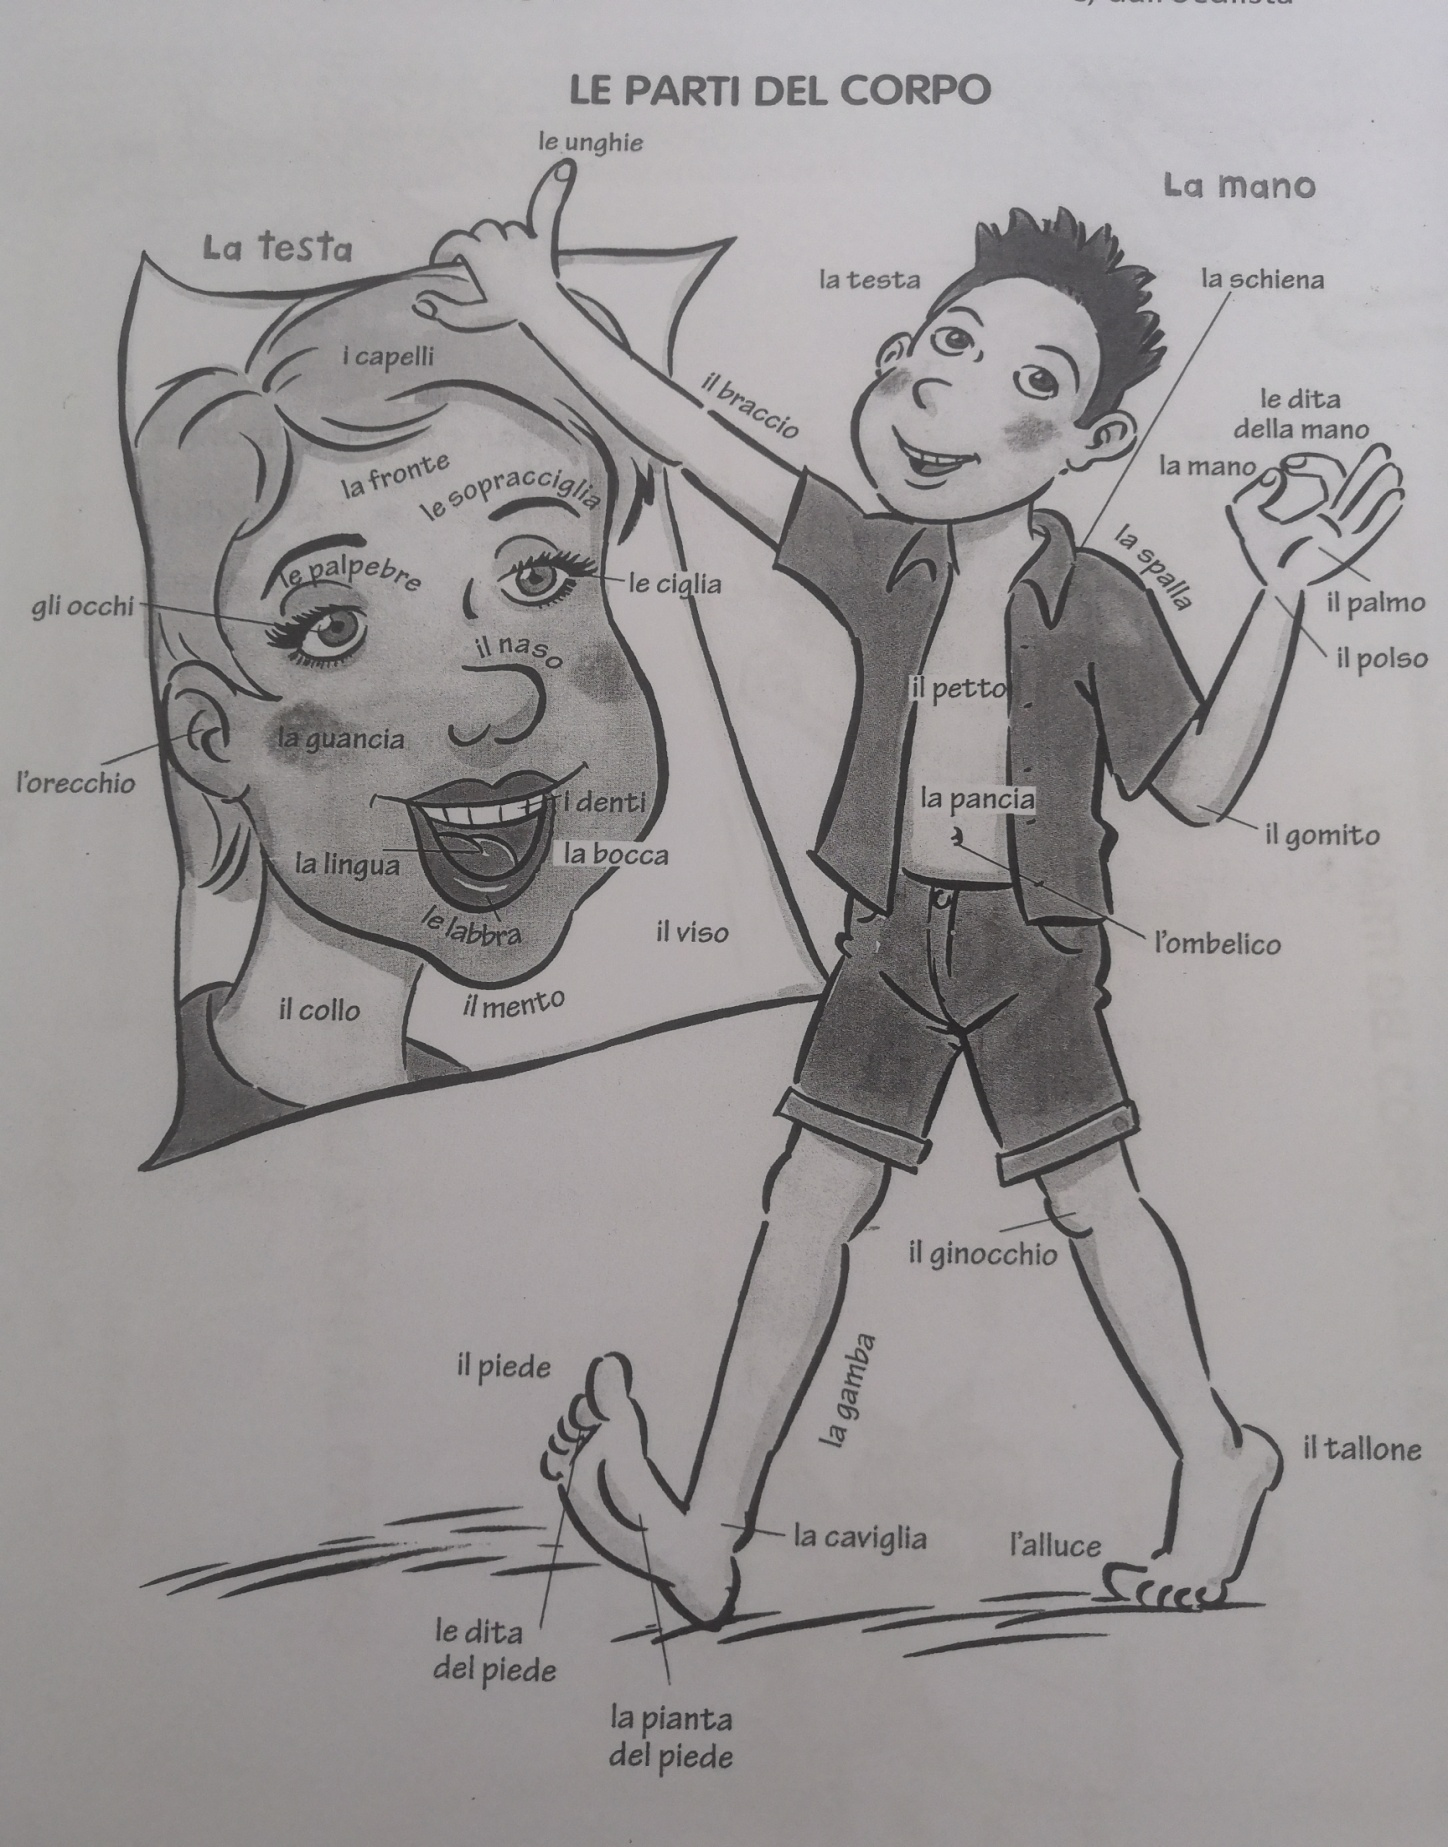 LE PARTI DEL CORPO
le unghie
La mano
La testa
la testa
la schiena
i capelli
il braccio
le dita
della mano
la mano
la fronte
le sopracciglia
la spalla
le palpebre
le ciglia
gli occhi
il palmo
il naso
il polso
il petto
la guancia
l'orecchio
i denti
la pancia
il gomito
la lingua
la bocca
le labbra
il viso
l'ombelico
il collo
il mento
il ginocchio
il piede
la gamba
il tallone
la caviglia
l'alluce
le dita
del piede
la pianta
del piede